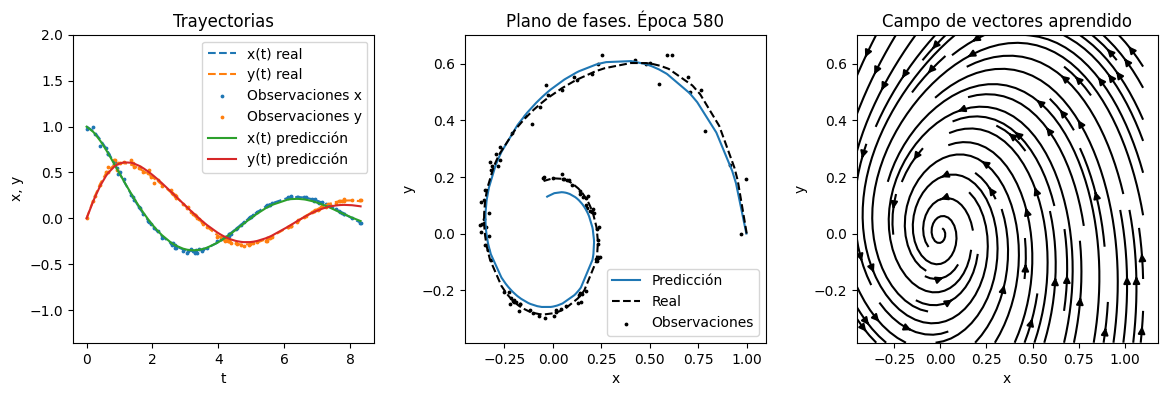 Trayectorias
x, y
2.0
1.5
1.0
0.5
0.0
−0.5
−1.0
0
2
4
6
8
t
x(t) real
y(t) real
Observaciones x
Observaciones y
x(t) predicción
y(t) predicción
Plano de fases. Época 580
y
0.6
0.4
0.2
0.0
−0.2
−0.25
0.00
0.25
0.50
0.75
1.00
x
Predicción
Real
Observaciones
Campo de vectores aprendido
y
0.6
0.4
0.2
0.0
−0.2
−0.25
0.00
0.25
0.50
0.75
1.00
x